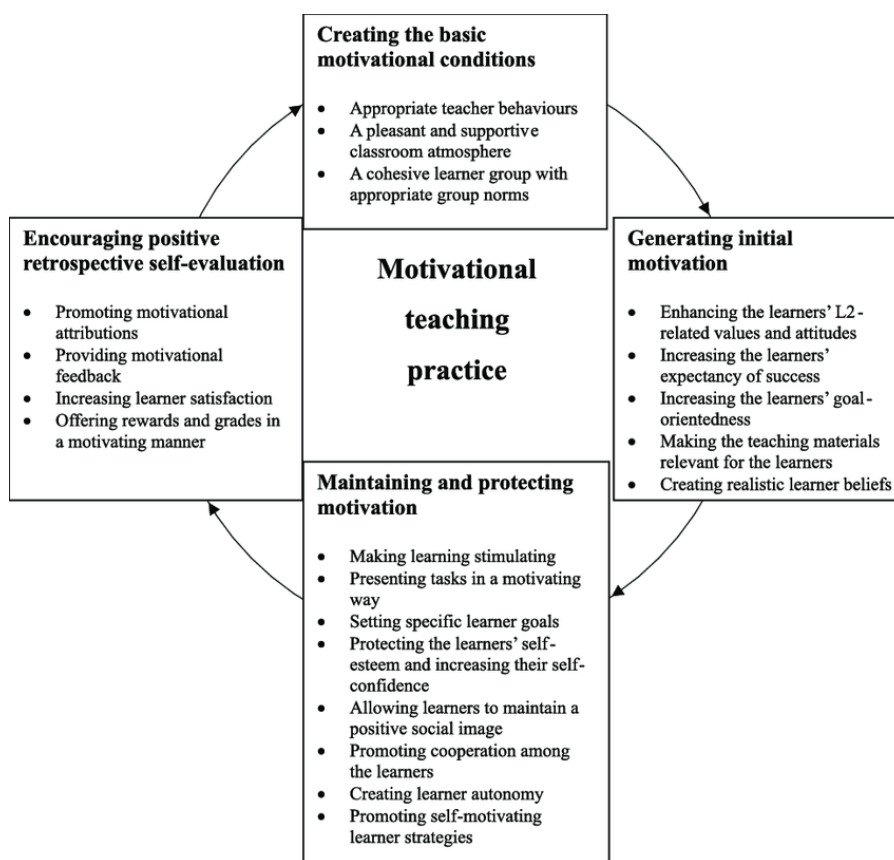 Creating the basic
motivational conditions
• Appropriate teacher behaviours
• A pleasant and supportive
classroom atmosphere
• A cohesive learner group with
appropriate group norms
Encouraging positive
retrospective self-evaluation
• Promoting motivational
attributions
• Providing motivational
feedback
• Increasing learner satisfaction
• Offering rewards and grades in
a motivating manner
Motivational
teaching
practice
Generating initial
motivation
• Enhancing the learners' L2-
related values and attitudes
• Increasing the learners'
expectancy of success
• Increasing the learners' goal-
orientedness
• Making the teaching materials
relevant for the learners
• Creating realistic learner beliefs
Maintaining and protecting
motivation
• Making learning stimulating
• Presenting tasks in a motivating
way
• Setting specific learner goals
• Protecting the learners' self-
esteem and increasing their self-
confidence
• Allowing learners to maintain a
positive social image
• Promoting cooperation among
the learners
• Creating learner autonomy
• Promoting self-motivating
learner strategies